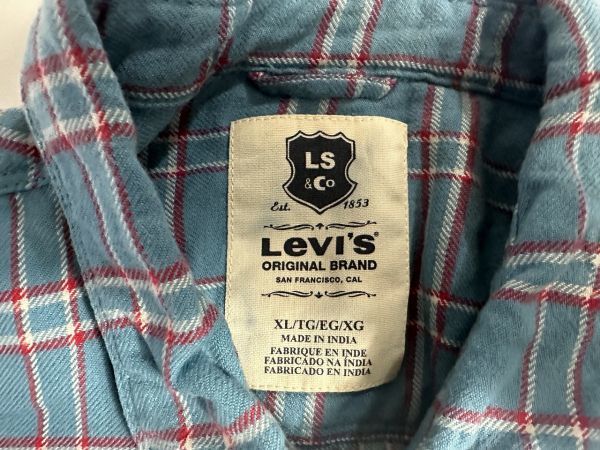 LS
& Co
Est. 1853
Levi's®
ORIGINAL BRAND
SAN FRANCISCO, CAL
XL/TG/EG/XG
MADE IN INDIA
FABRIQUE EN INDE
FABRICADO NA ÍNDIA
FABRICADO EN INDIA